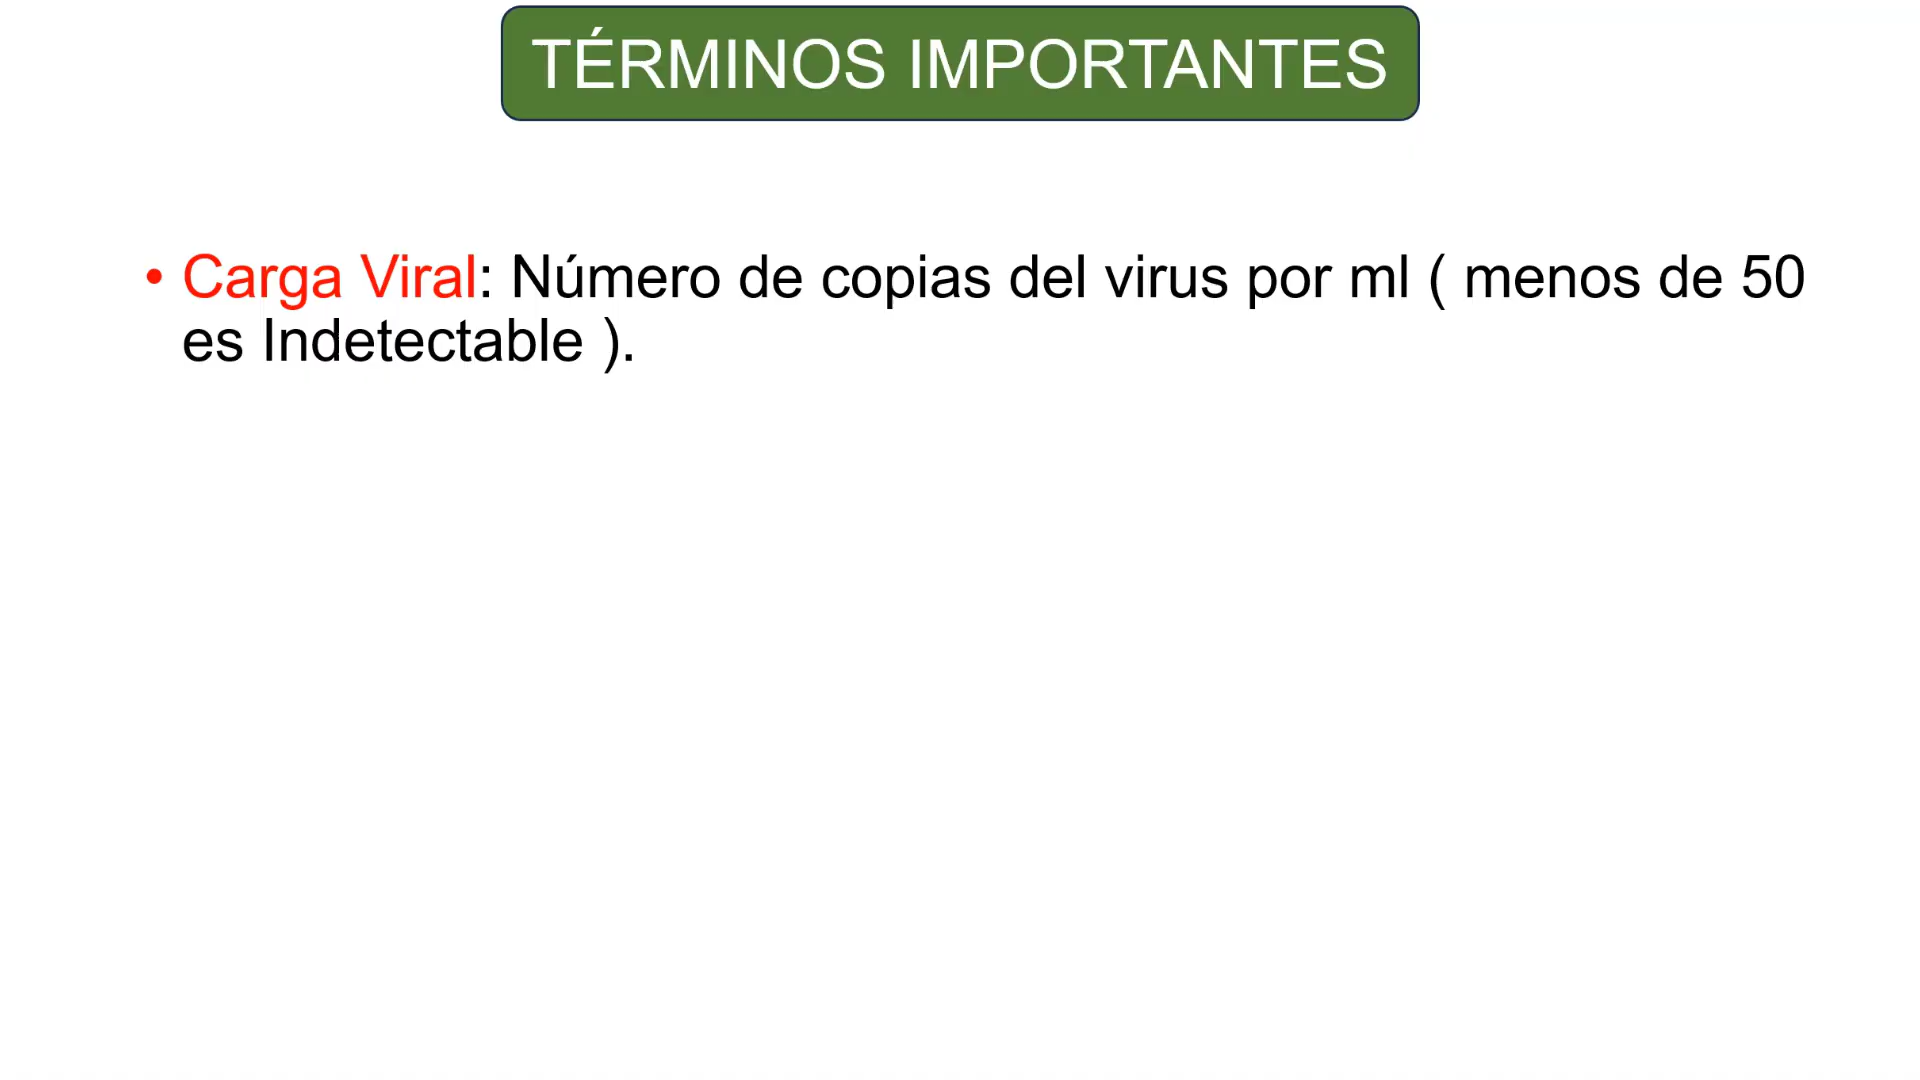 TÉRMINOS IMPORTANTES
• Carga Viral: Número de copias del virus por ml ( menos de 50
es Indetectable ).